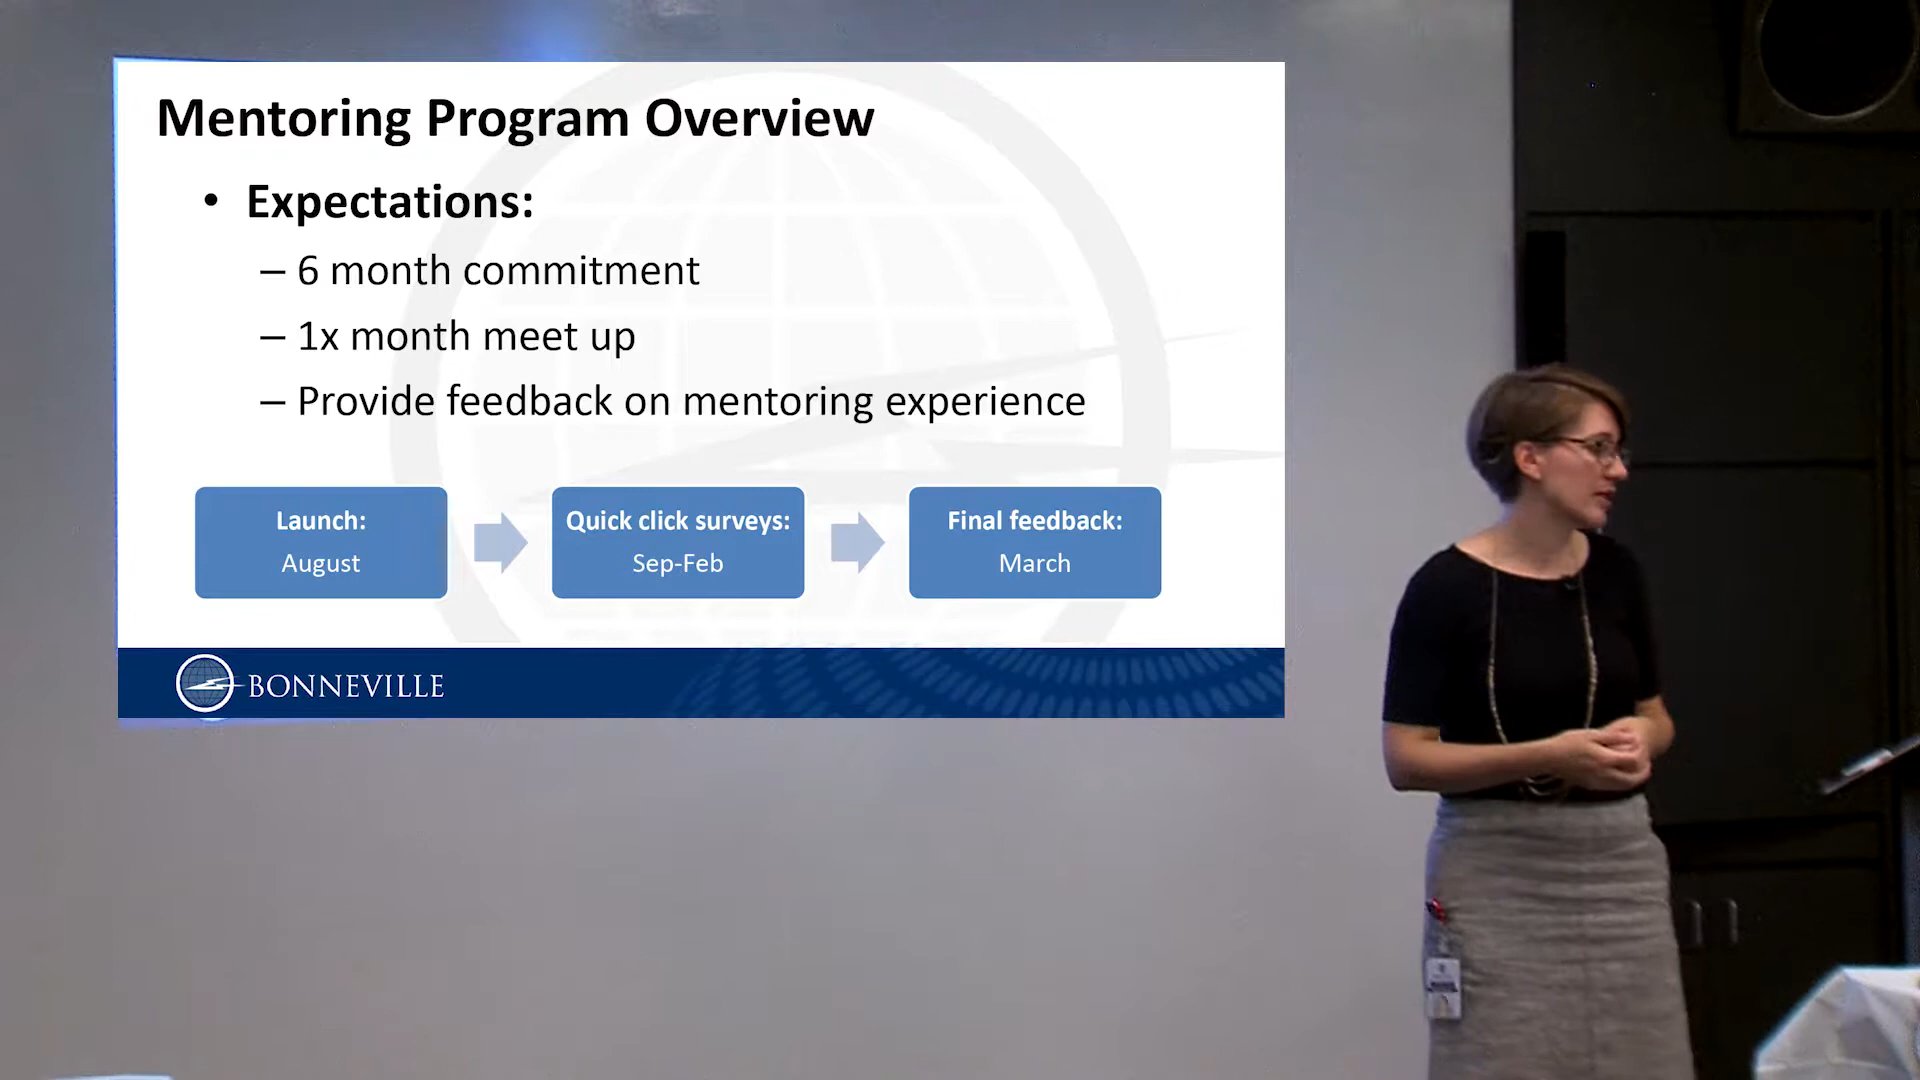 Mentoring Program Overview
• Expectations:
– 6 month commitment
– 1x month meet up
– Provide feedback on mentoring experience
Launch:
August
Quick click surveys:
Sep-Feb
Final feedback:
March
BONNEVILLE